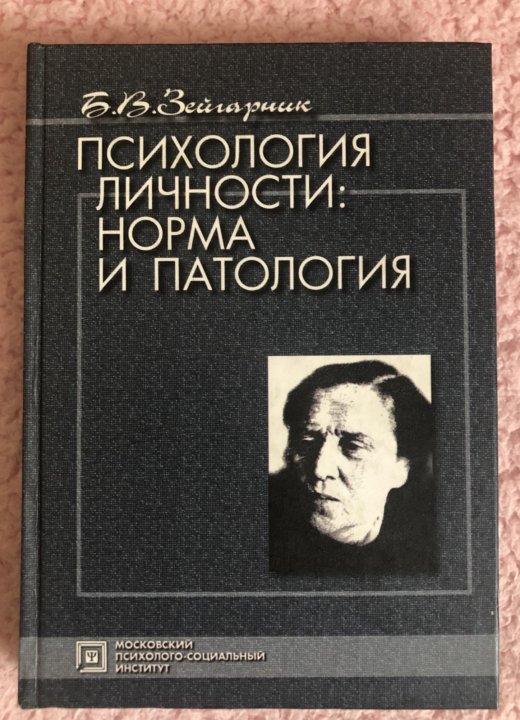 Б.В.Зейгарник
ПСИХОЛОГИЯ
ЛИЧНОСТИ:
НОРМА
И ПАТОЛОГИЯ
Ψ
МОСКОВСКИЙ
ПСИХОЛОГО-СОЦИАЛЬНЫЙ
ИНСТИТУТ